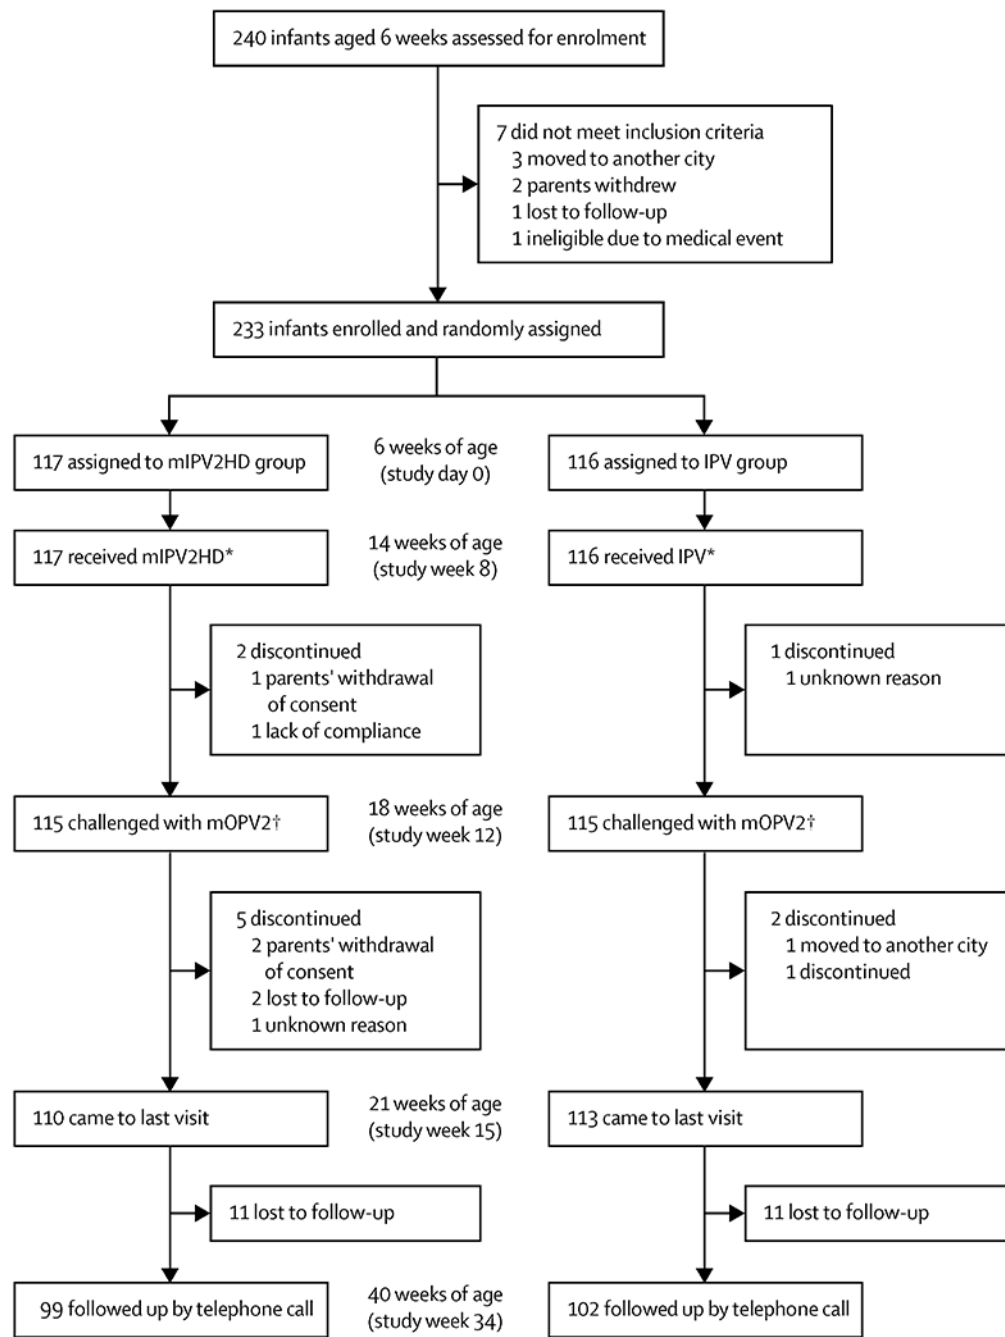 240 infants aged 6 weeks assessed for enrolment
7 did not meet inclusion criteria
3 moved to another city
2 parents withdrew
1 lost to follow-up
1 ineligible due to medical event
233 infants enrolled and randomly assigned
117 assigned to mIPV2HD group
6 weeks of age
(study day 0)
116 assigned to IPV group
117 received mIPV2HD*
14 weeks of age
(study week 8)
116 received IPV*
2 discontinued
1 parents' withdrawal
of consent
1 lack of compliance
1 discontinued
1 unknown reason
115 challenged with mOPV2†
18 weeks of age
(study week 12)
115 challenged with mOPV2†
5 discontinued
2 parents' withdrawal
of consent
2 lost to follow-up
1 unknown reason
2 discontinued
1 moved to another city
1 discontinued
110 came to last visit
21 weeks of age
(study week 15)
113 came to last visit
11 lost to follow-up
11 lost to follow-up
99 followed up by telephone call
40 weeks of age
(study week 34)
102 followed up by telephone call